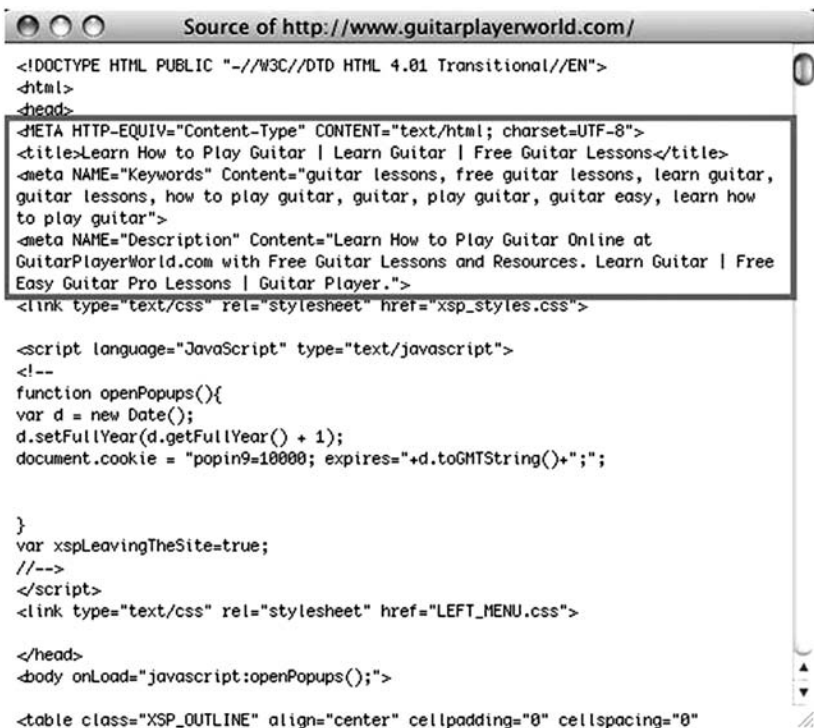 Source of http://www.guitarplayerworld.com/
<!DOCTYPE HTML PUBLIC "-//W3C//DTD HTML 4.01 Transitional//EN">
<html>
<head>
<META HTTP-EQUIV="Content-Type" CONTENT="text/html; charset=UTF-8">
<title>Learn How to Play Guitar | Learn Guitar | Free Guitar Lessons</title>
<meta NAME="Keywords" Content="guitar lessons, free guitar lessons, learn guitar,
guitar lessons, how to play guitar, guitar, play guitar, guitar easy, learn how
to play guitar">
<meta NAME="Description" Content="Learn How to Play Guitar Online at
GuitarPlayerWorld.com with Free Guitar Lessons and Resources. Learn Guitar | Free
Easy Guitar Pro Lessons | Guitar Player.">
<link type="text/css" rel="stylesheet" href="xsp_styles.css">
<script language="JavaScript" type="text/javascript">
<!--
function openPopups(){
var d = new Date();
d.setFullYear(d.getFullYear() + 1);
document.cookie = "popin9=10000; expires="+d.toGMTString()+";";
}
var xspLeavingTheSite=true;
//-->
</script>
<link type="text/css" rel="stylesheet" href="LEFT_MENU.css">
</head>
<body onLoad="javascript:openPopups();">
<table class="XSP_OUTLINE" align="center" cellpadding="0" cellspacing="0"